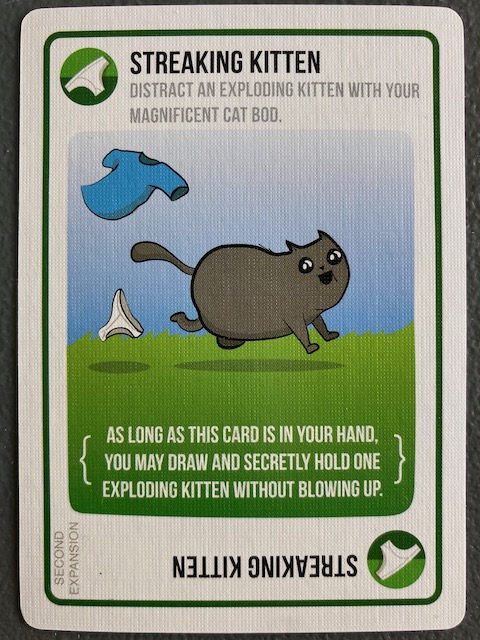 STREAKING KITTEN
DISTRACT AN EXPLODING KITTEN WITH YOUR
MAGNIFICENT CAT BOD.
{ AS LONG AS THIS CARD IS IN YOUR HAND,
YOU MAY DRAW AND SECRETLY HOLD ONE
EXPLODING KITTEN WITHOUT BLOWING UP. }
SECOND
EXPANSION
STREAKING KITTEN